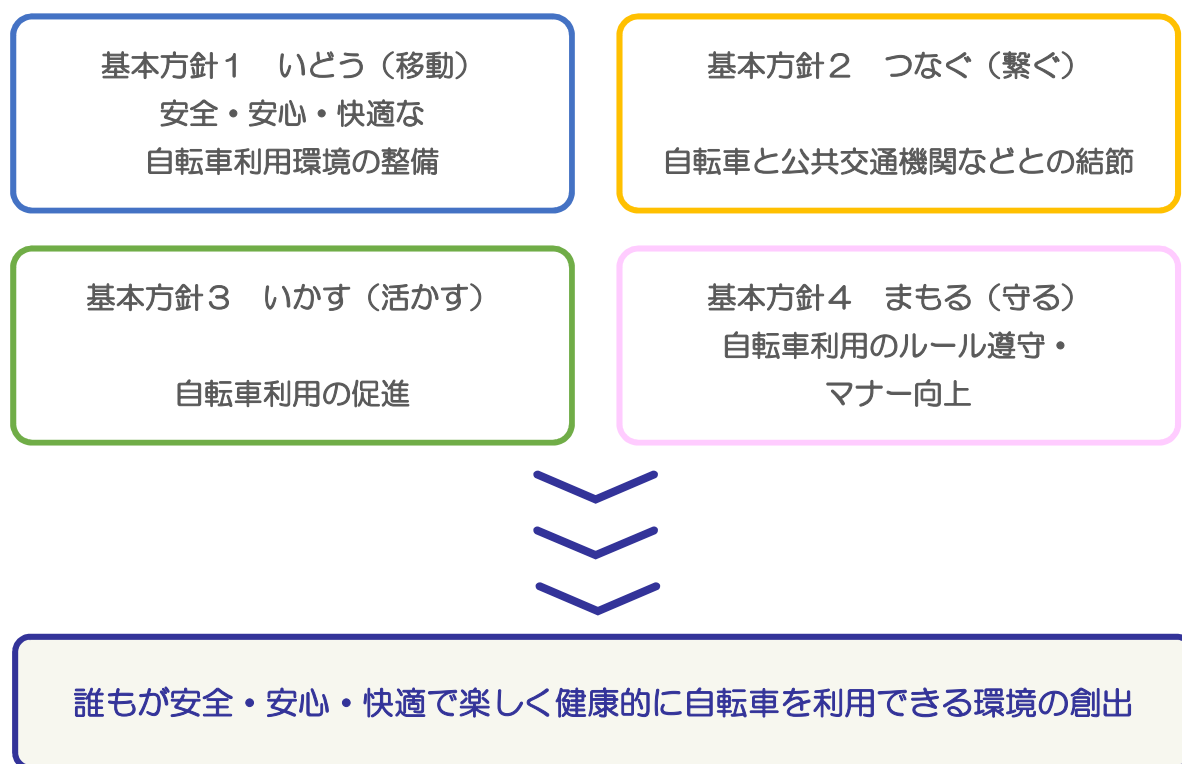 基本方針１　いどう（移動）
安全・安心・快適な
自転車利用環境の整備
基本方針２　つなぐ（繋ぐ）
自転車と公共交通機関などとの結節
基本方針３　いかす（活かす）
自転車利用の促進
基本方針４　まもる（守る）
自転車利用のルール遵守・
マナー向上
誰もが安全・安心・快適で楽しく健康的に自転車を利用できる環境の創出